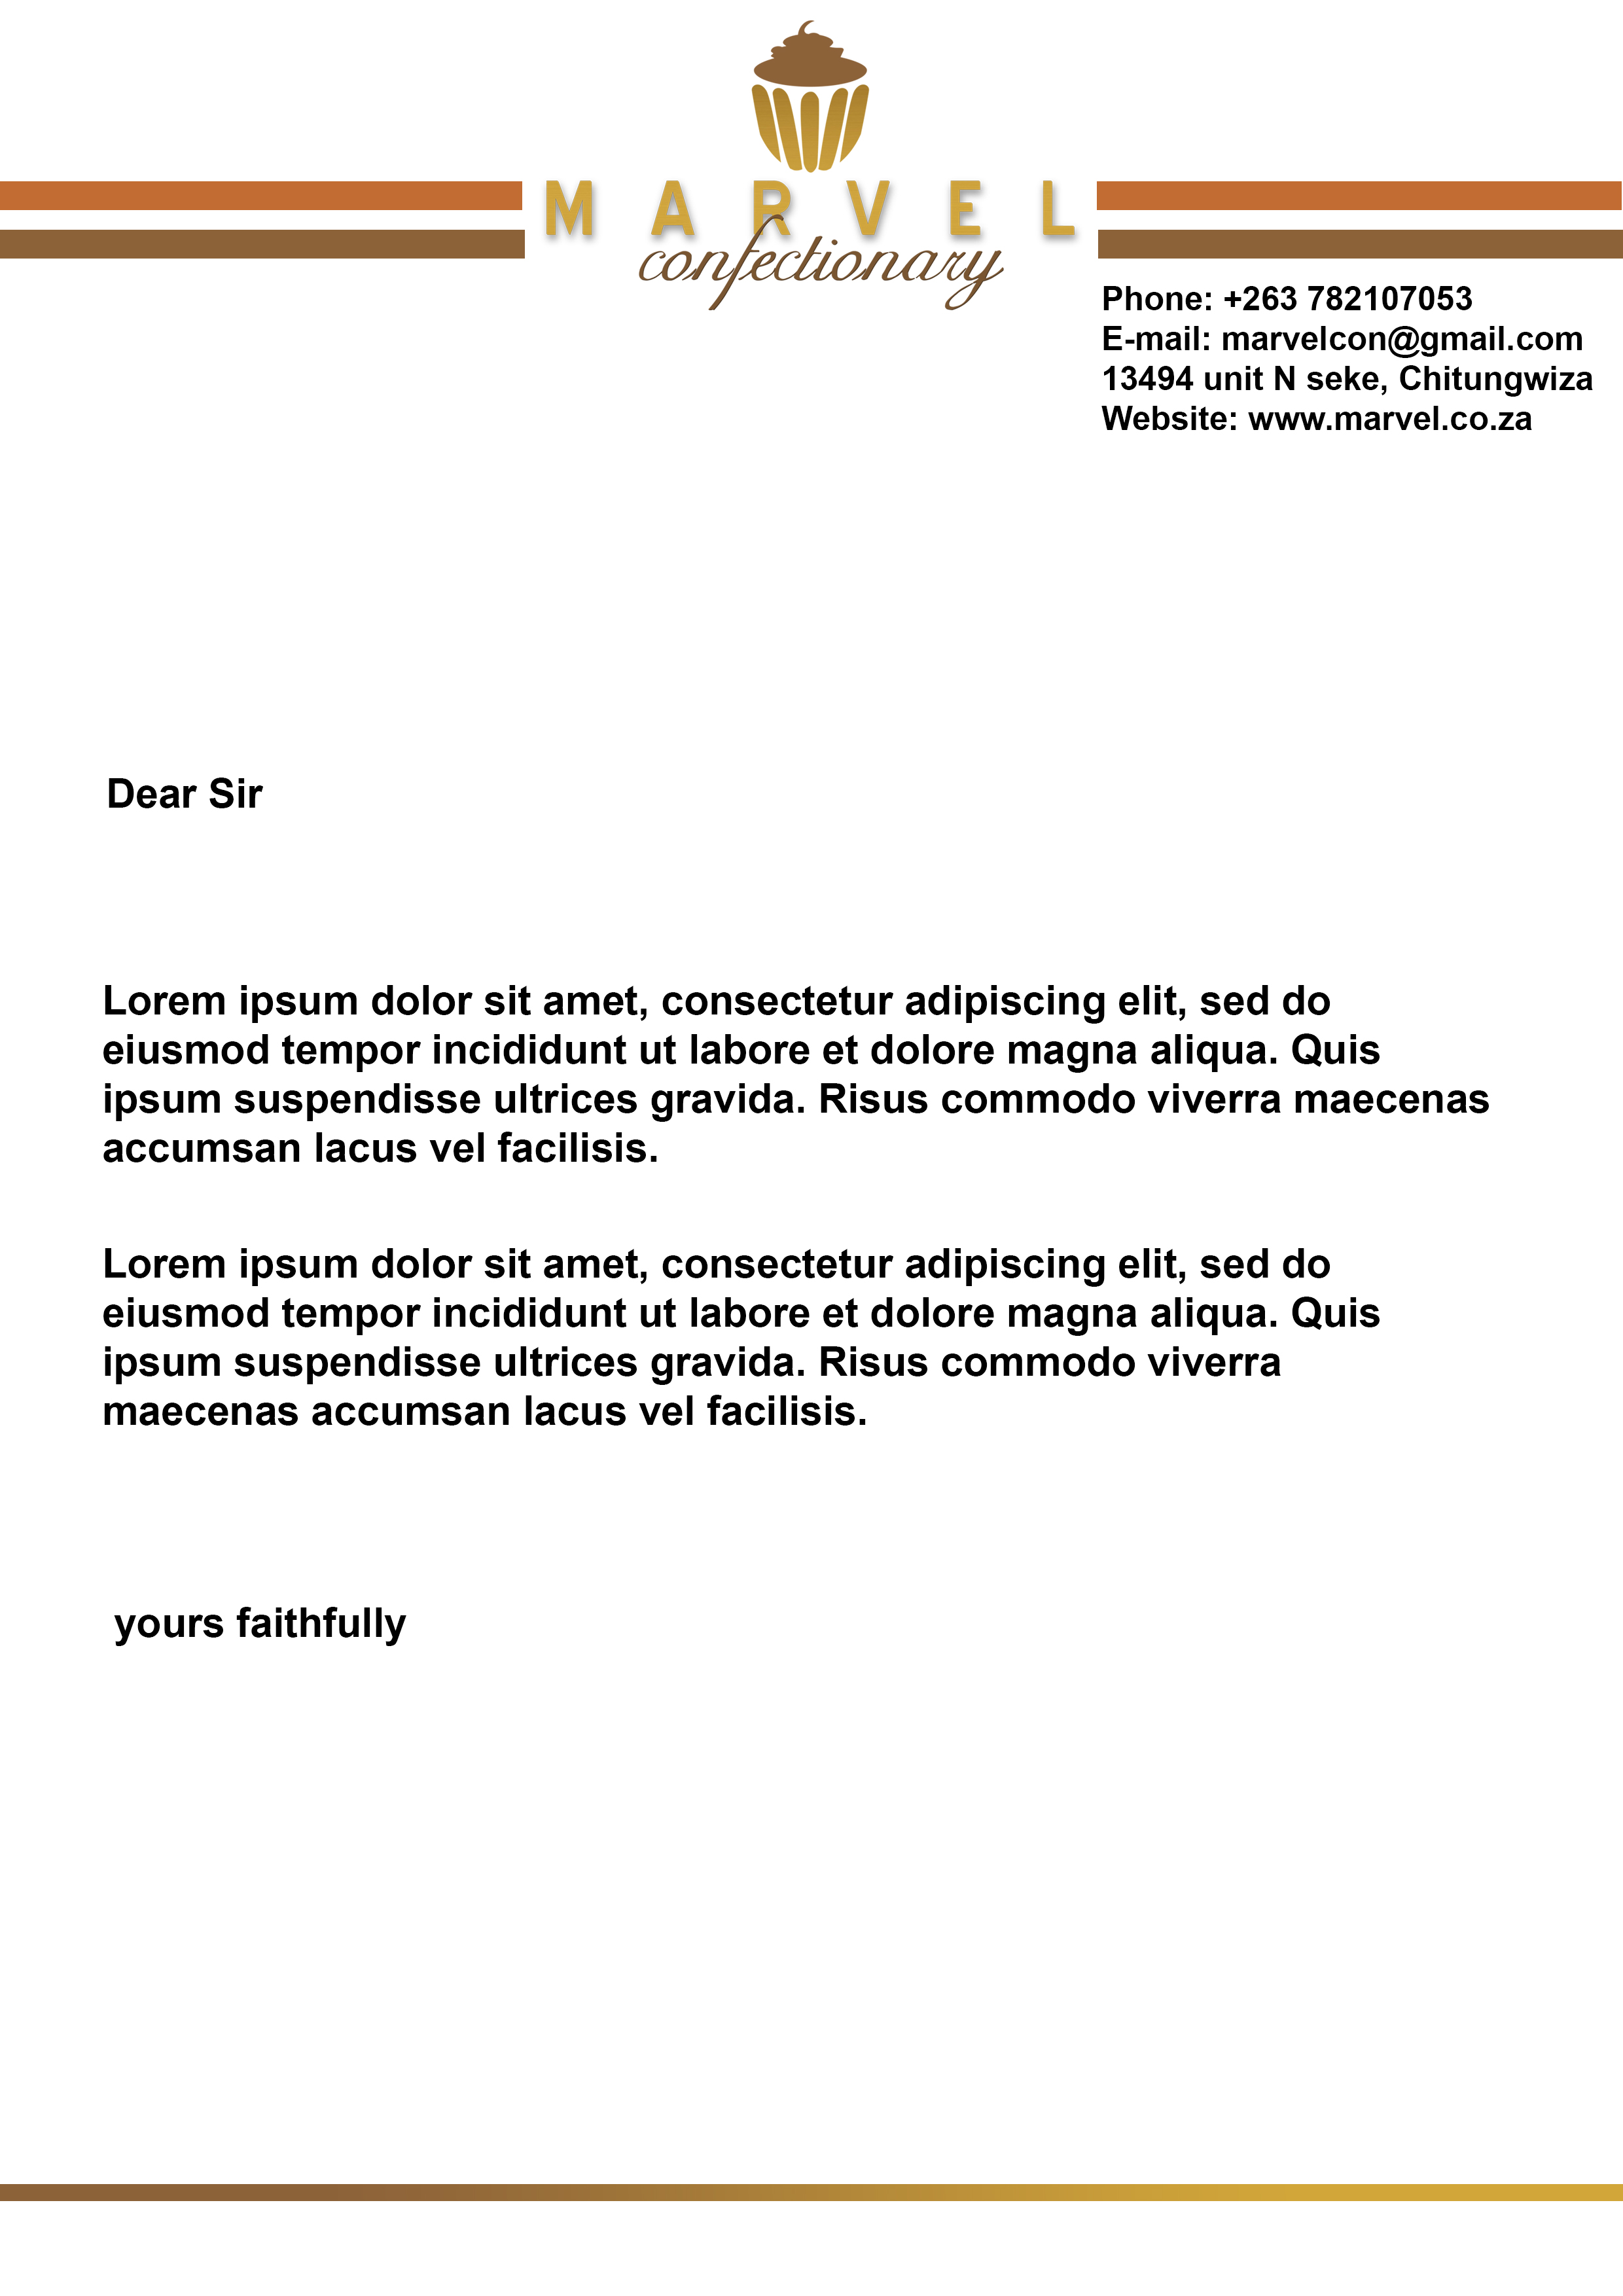 MARVEL
confectionary
Phone: +263 782107053
E-mail: marvelcon@gmail.com
13494 unit N seke, Chitungwiza
Website: www.marvel.co.za
Dear Sir
Lorem ipsum dolor sit amet, consectetur adipiscing elit, sed do
eiusmod tempor incididunt ut labore et dolore magna aliqua. Quis
ipsum suspendisse ultrices gravida. Risus commodo viverra maecenas
accumsan lacus vel facilisis.
Lorem ipsum dolor sit amet, consectetur adipiscing elit, sed do
eiusmod tempor incididunt ut labore et dolore magna aliqua. Quis
ipsum suspendisse ultrices gravida. Risus commodo viverra
maecenas accumsan lacus vel facilisis.
yours faithfully